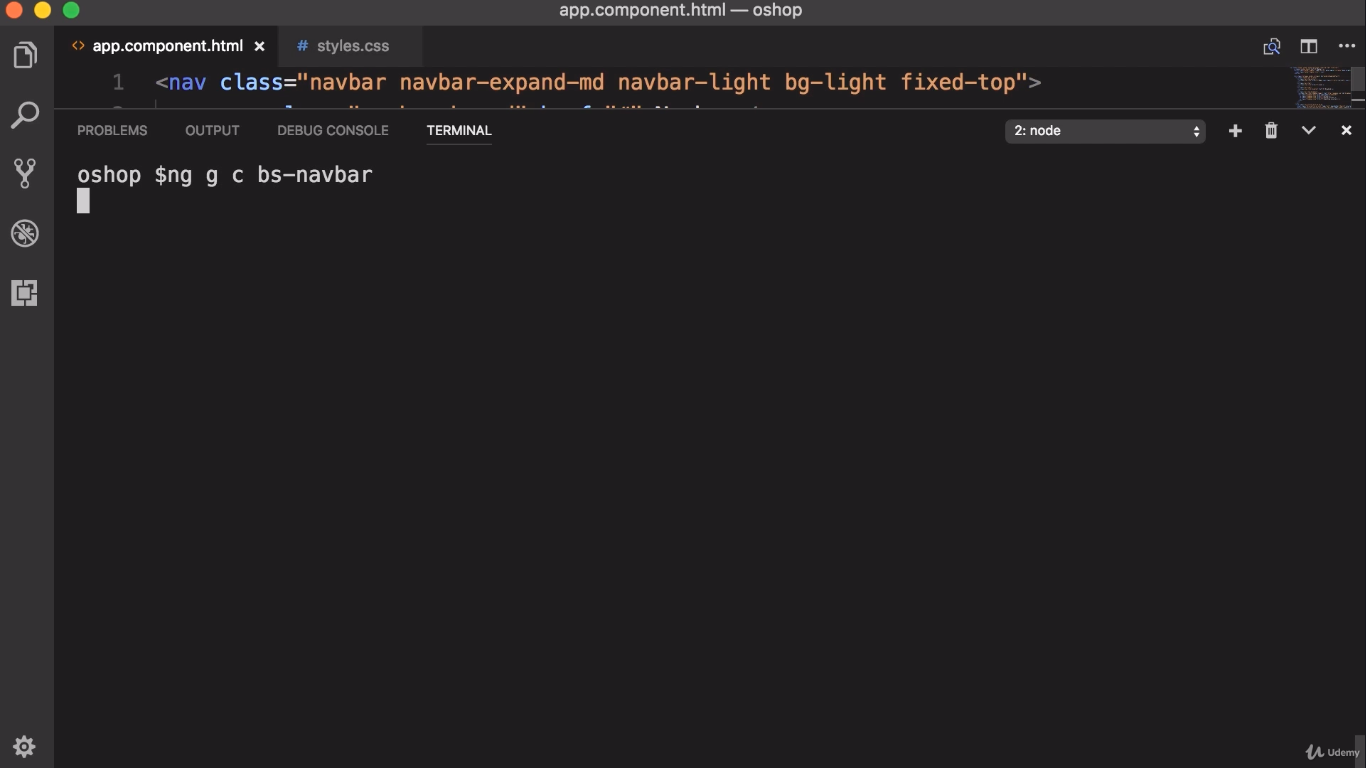 app.component.html — oshop
<> app.component.html × # styles.css
1 <nav class="navbar navbar-expand-md navbar-light bg-light fixed-top">
PROBLEMS OUTPUT DEBUG CONSOLE TERMINAL 2: node
oshop $ng g c bs-navbar
Udemy